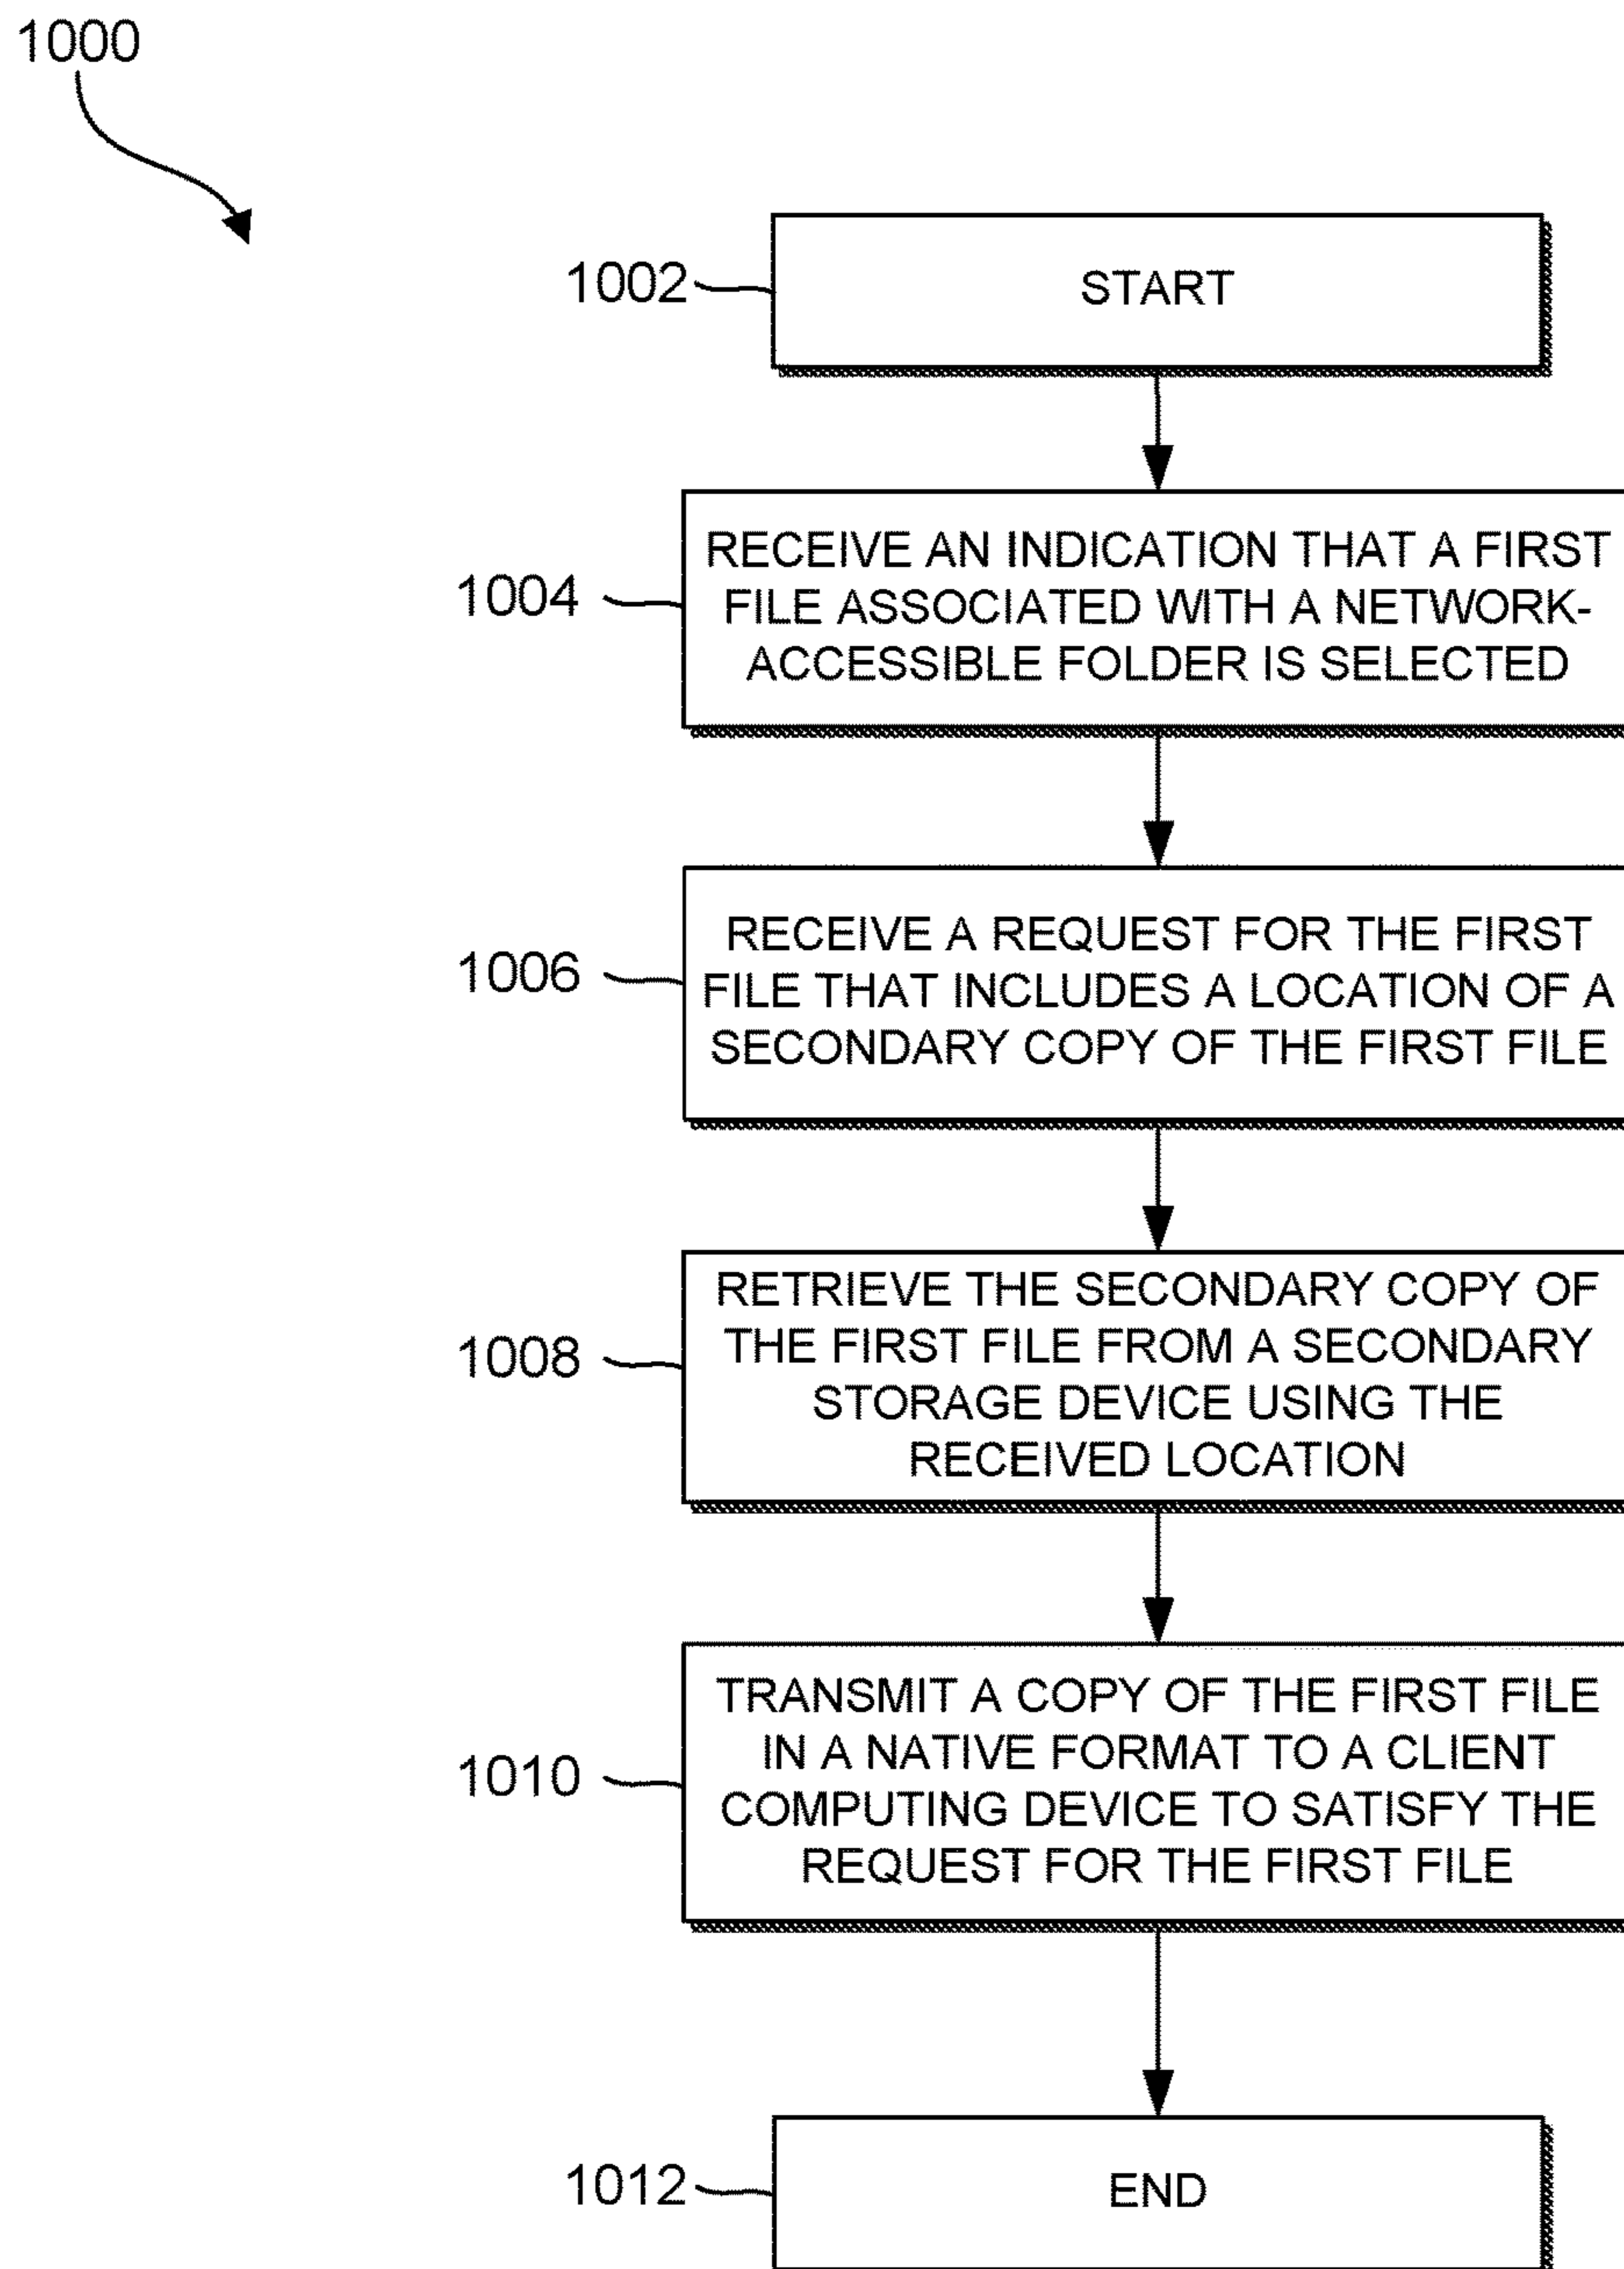 1000
1002
START
1004
RECEIVE AN INDICATION THAT A FIRST
FILE ASSOCIATED WITH A NETWORK-
ACCESSIBLE FOLDER IS SELECTED
1006
RECEIVE A REQUEST FOR THE FIRST
FILE THAT INCLUDES A LOCATION OF A
SECONDARY COPY OF THE FIRST FILE
1008
RETRIEVE THE SECONDARY COPY OF
THE FIRST FILE FROM A SECONDARY
STORAGE DEVICE USING THE
RECEIVED LOCATION
1010
TRANSMIT A COPY OF THE FIRST FILE
IN A NATIVE FORMAT TO A CLIENT
COMPUTING DEVICE TO SATISFY THE
REQUEST FOR THE FIRST FILE
1012
END